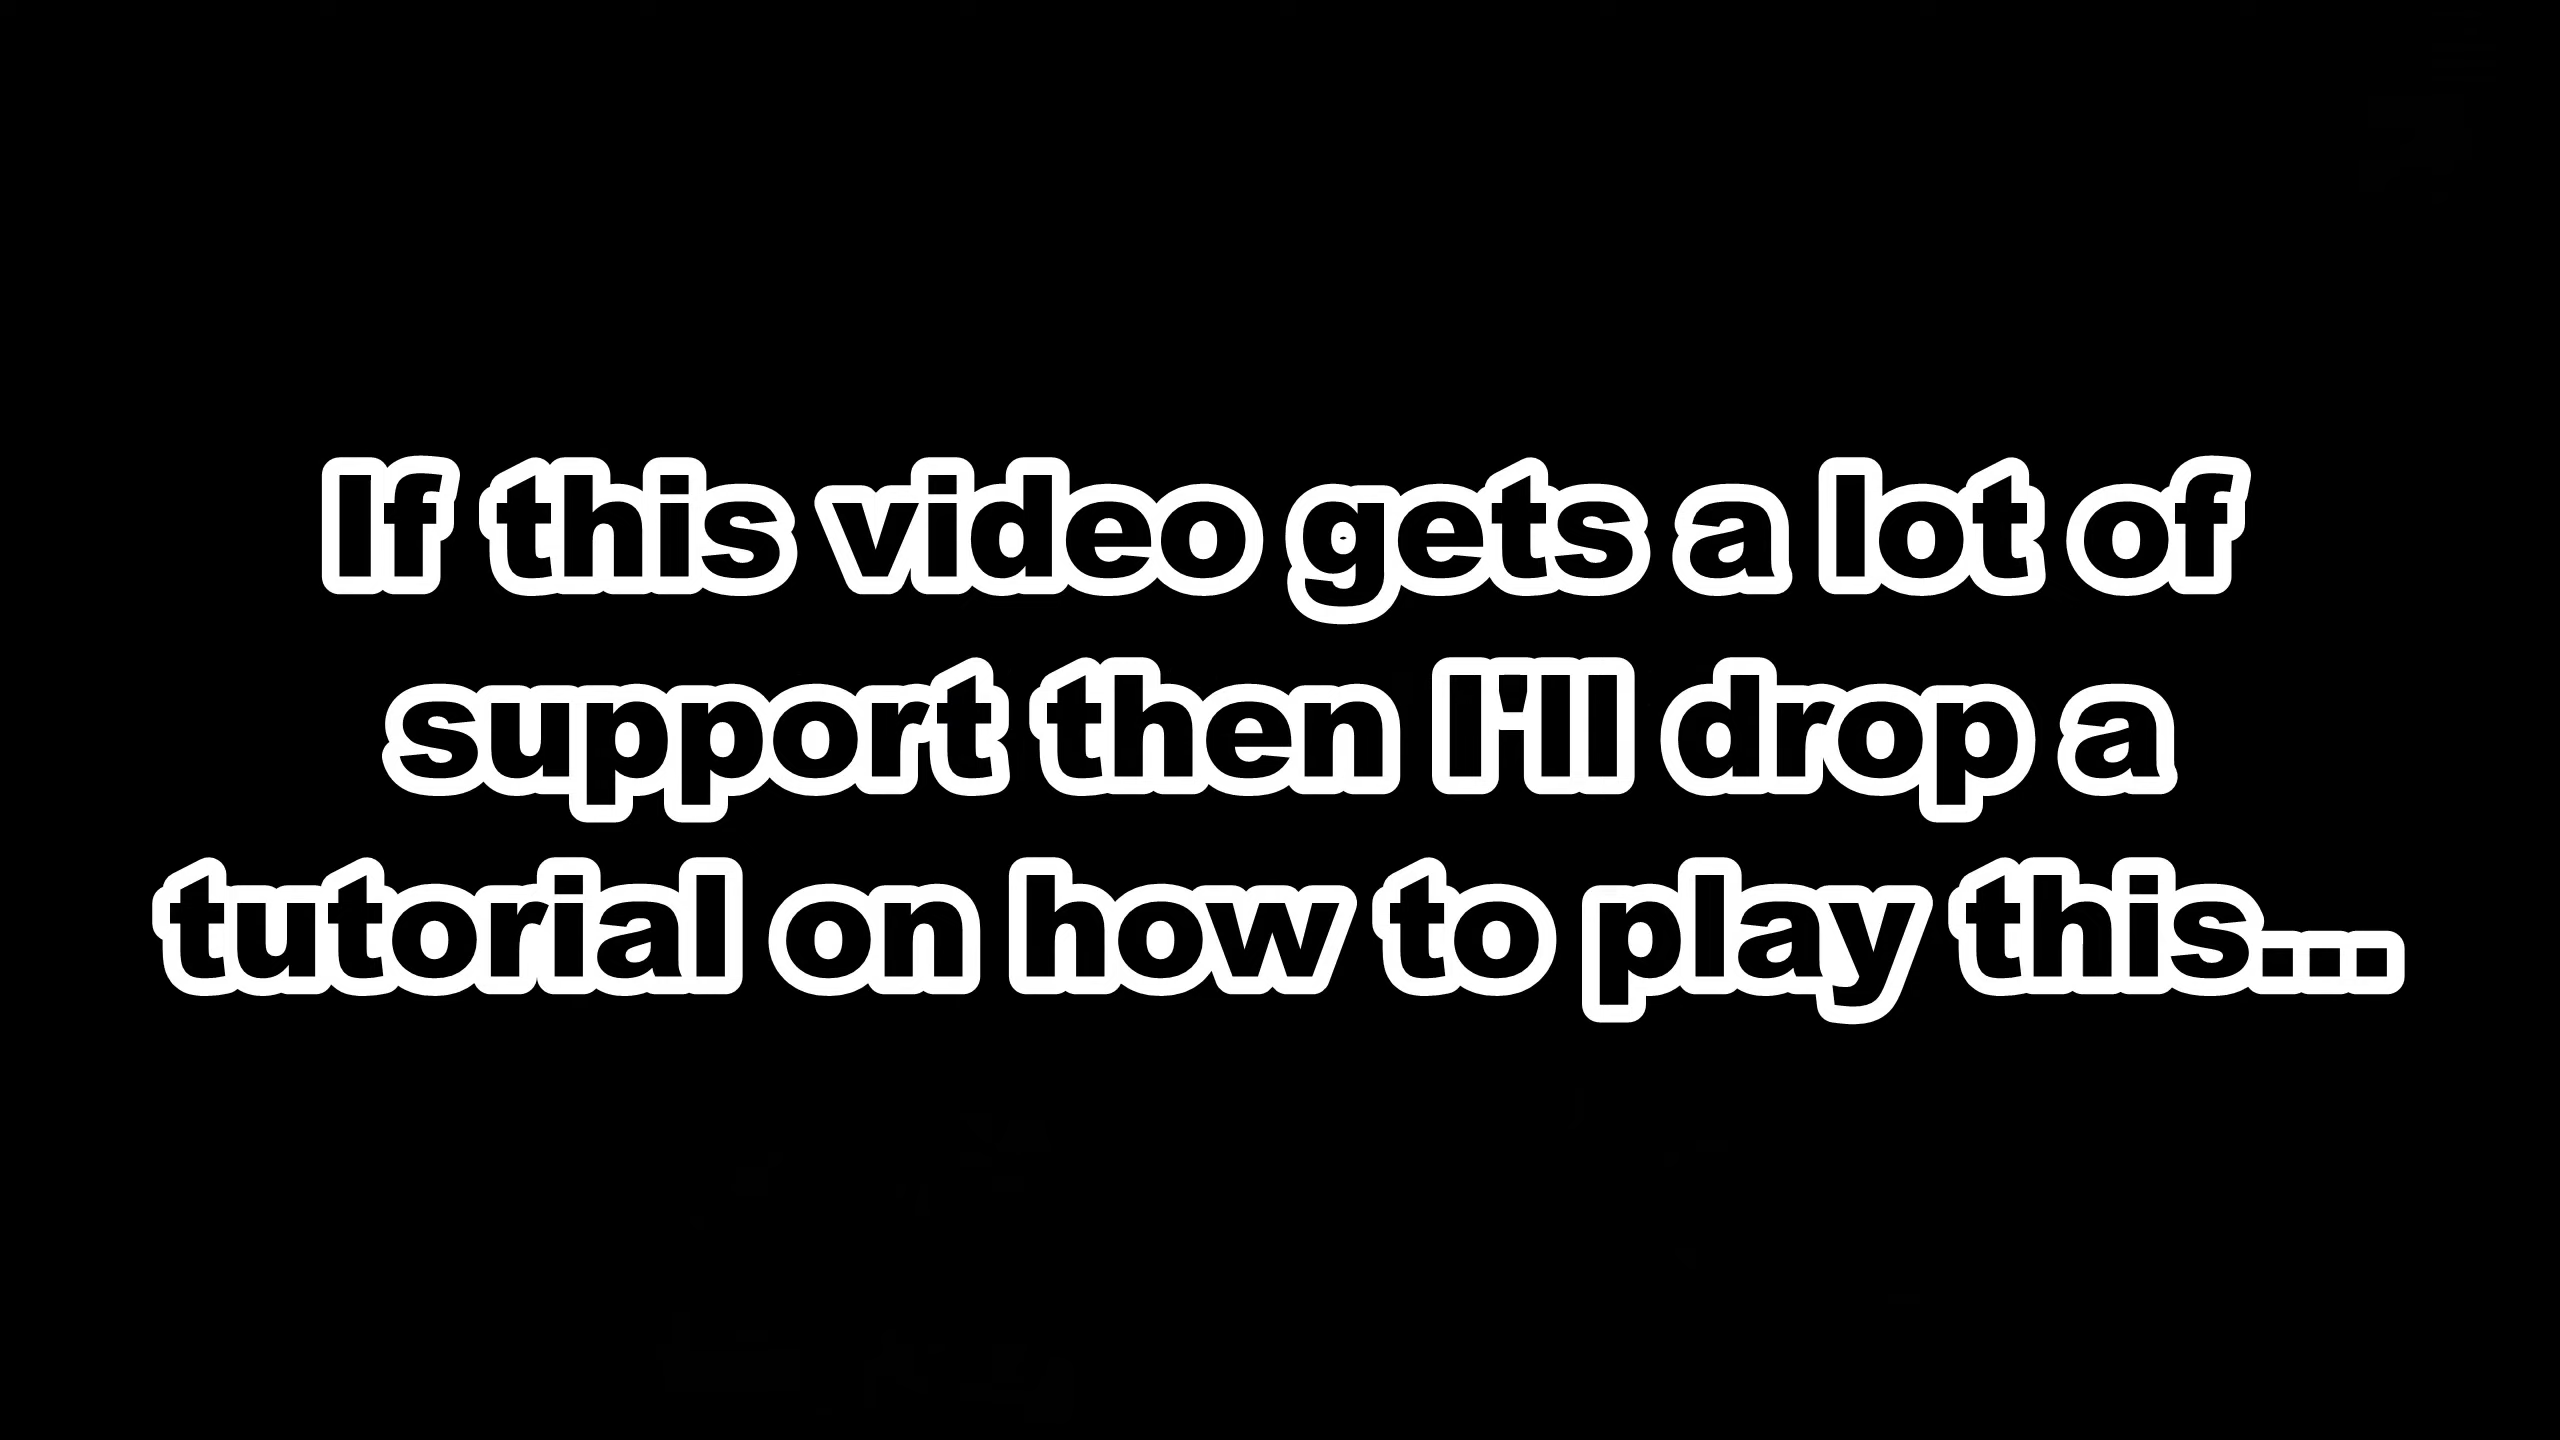 If this video gets a lot of
support then I'll drop a
tutorial on how to play this...